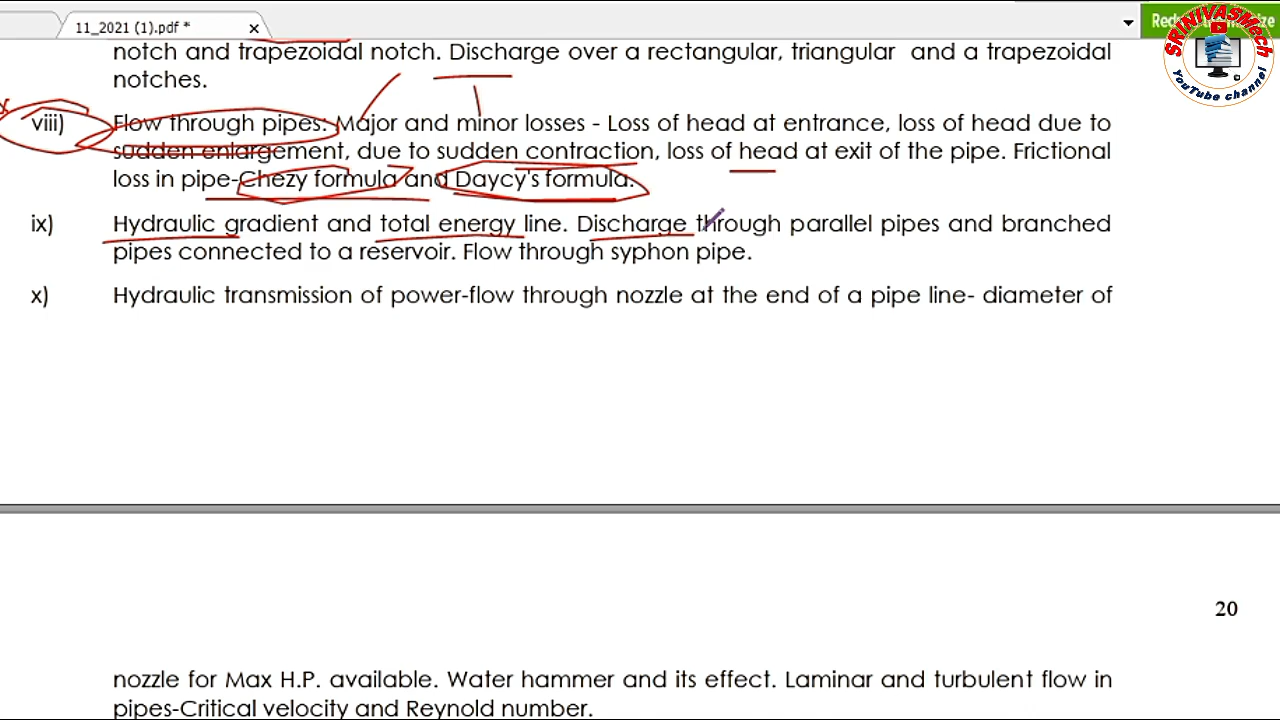 11_2021 (1).pdf *
SRINIVASMech
YouTube channel
notch and trapezoidal notch. Discharge over a rectangular, triangular and a trapezoidal
notches.
viii) Flow through pipes: Major and minor losses - Loss of head at entrance, loss of head due to
sudden enlargement, due to sudden contraction, loss of head at exit of the pipe. Frictional
loss in pipe-Chezy formula and Daycy's formula.
ix) Hydraulic gradient and total energy line. Discharge through parallel pipes and branched
pipes connected to a reservoir. Flow through syphon pipe.
x) Hydraulic transmission of power-flow through nozzle at the end of a pipe line- diameter of
20
nozzle for Max H.P. available. Water hammer and its effect. Laminar and turbulent flow in
pipes-Critical velocity and Reynold number.